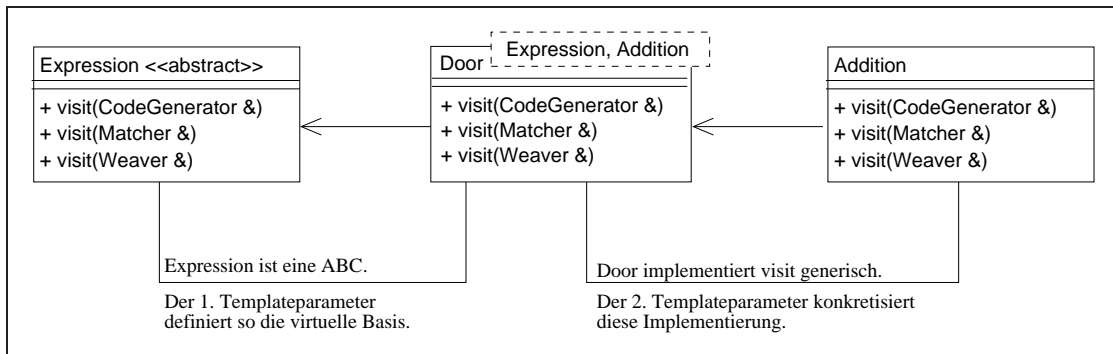 Expression <<abstract>>
+ visit(CodeGenerator &)
+ visit(Matcher &)
+ visit(Weaver &)
Expression, Addition
Door
+ visit(CodeGenerator &)
+ visit(Matcher &)
+ visit(Weaver &)
Addition
+ visit(CodeGenerator &)
+ visit(Matcher &)
+ visit(Weaver &)
Expression ist eine ABC.
Der 1. Templateparameter
definiert so die virtuelle Basis.
Door implementiert visit generisch.
Der 2. Templateparameter konkretisiert
diese Implementierung.